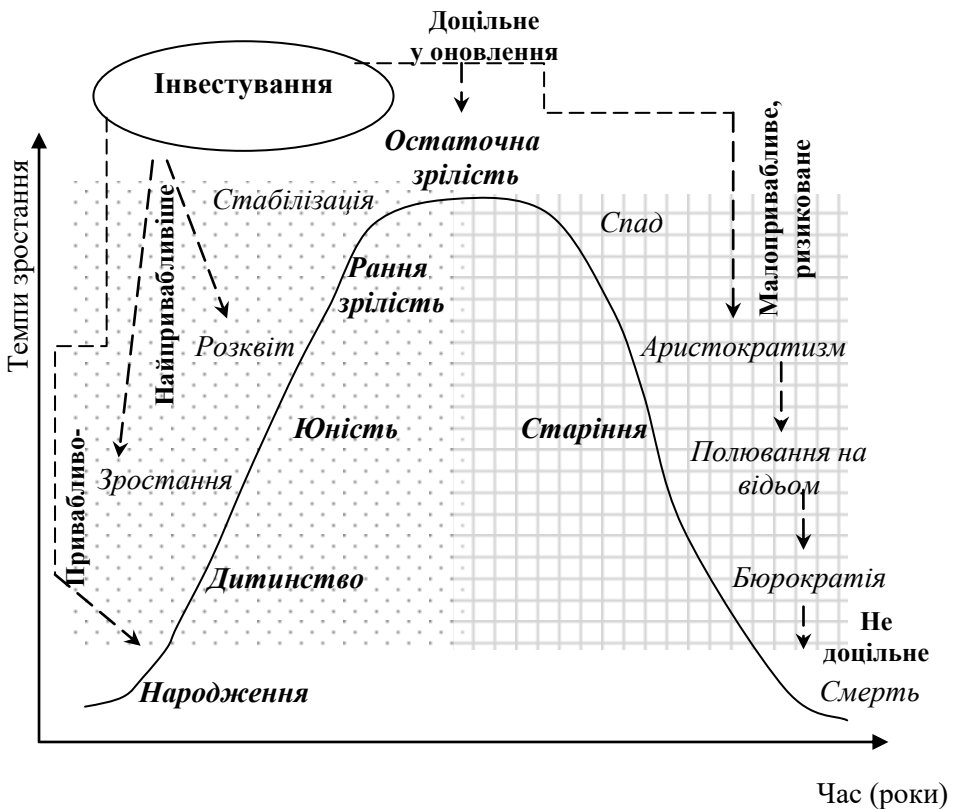 Доцільне
у оновлення
Інвестування
Остаточна
зрілість
Стабілізація
Спад
Малопривабливе,
ризиковане
Темпи зростання
Найпривабливіше
Рання
зрілість
Розквіт
Аристократизм
Юність
Старіння
Зростання
Полювання на
відьом
Привабливо-
Дитинство
Бюрократія
Не
доцільне
Народження
Смерть
Час (роки)